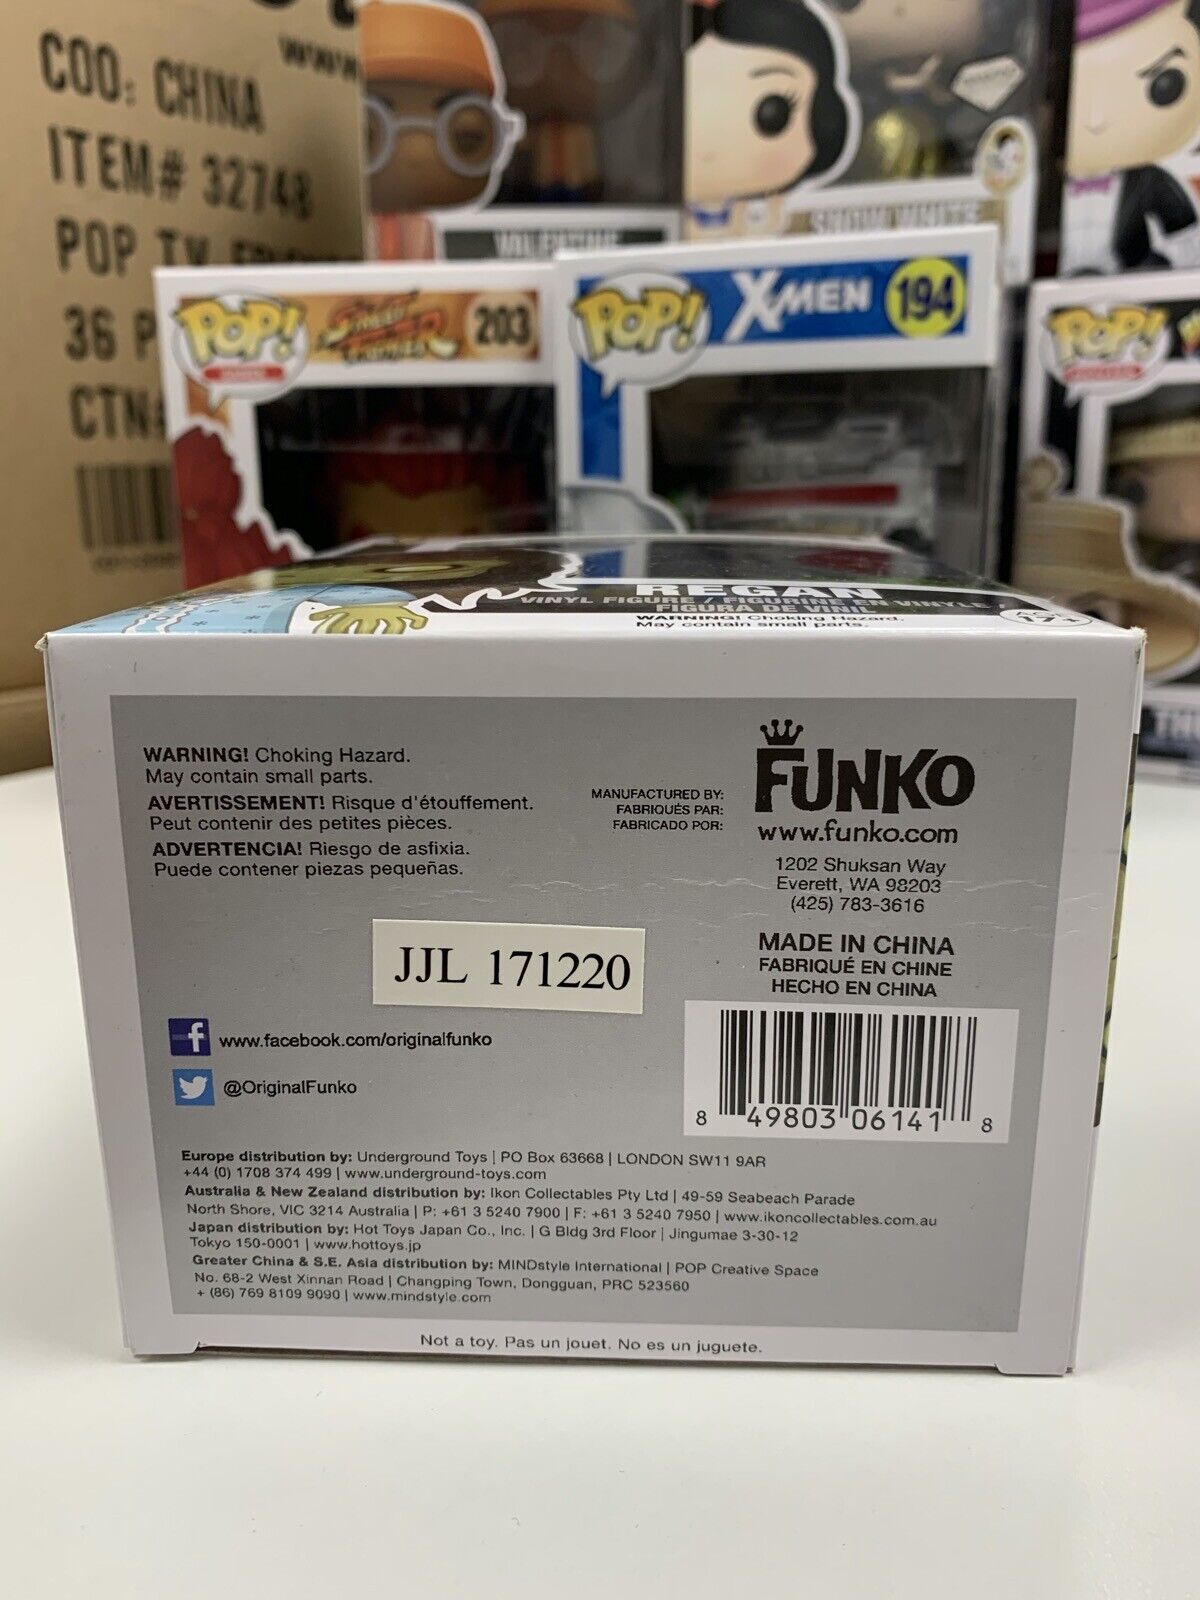 COO: CHINA
ITEM# 32748
POP TV
36 P
CTN#
www
VALENTINE
SNOW WHITE
POP!
203
POP!
X-MEN
194
POP!
REGAN
VINYL FIGURE / FIGURINE EN VINYLE /
FIGURA DE VINILO
WARNING! Choking Hazard.
May contain small parts.
17+
WARNING! Choking Hazard.
May contain small parts.
AVERTISSEMENT! Risque d'étouffement.
Peut contenir des petites pièces.
ADVERTENCIA! Riesgo de asfixia.
Puede contener piezas pequeñas.
MANUFACTURED BY:
FABRIQUÉS PAR:
FABRICADO POR:
FUNKO
www.funko.com
1202 Shuksan Way
Everett, WA 98203
(425) 783-3616
MADE IN CHINA
FABRIQUÉ EN CHINE
HECHO EN CHINA
JJL 171220
f www.facebook.com/originalfunko
@OriginalFunko
8 49803 06141 8
Europe distribution by: Underground Toys | PO Box 63668 | LONDON SW11 9AR
+44 (0) 1708 374 499 | www.underground-toys.com
Australia & New Zealand distribution by: Ikon Collectables Pty Ltd | 49-59 Seabeach Parade
North Shore, VIC 3214 Australia | P: +61 3 5240 7900 | F: +61 3 5240 7950 | www.ikoncollectables.com.au
Japan distribution by: Hot Toys Japan Co., Inc. | G Bldg 3rd Floor | Jingumae 3-30-12
Tokyo 150-0001 | www.hottoys.jp
Greater China & S.E. Asia distribution by: MINDstyle International | POP Creative Space
No. 68-2 West Xinnan Road | Changping Town, Dongguan, PRC 523560
+ (86) 769 8109 9090 | www.mindstyle.com
Not a toy. Pas un jouet. No es un juguete.